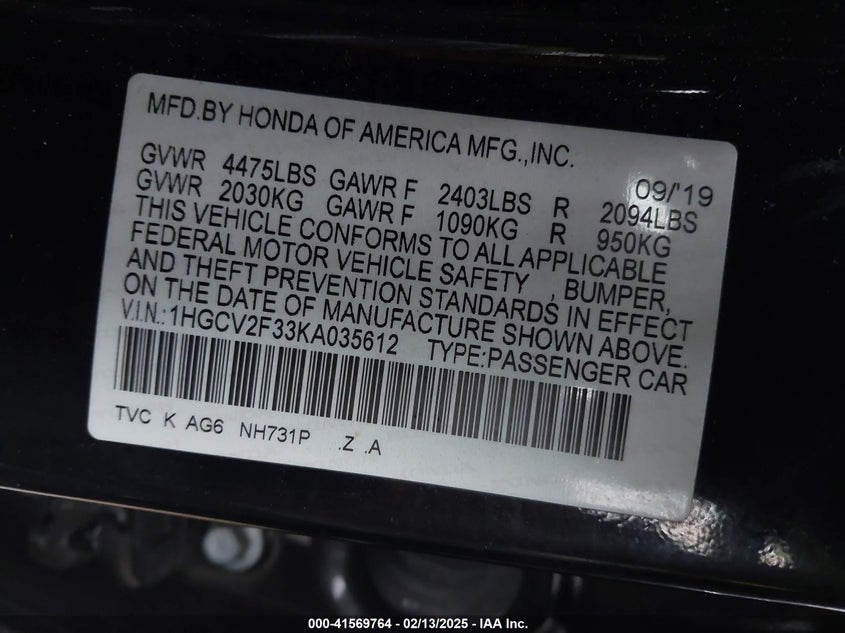 MFD.BY HONDA OF AMERICA MFG.,INC.
09/'19
GVWR 4475LBS GAWR F 2403LBS R 2094LBS
GVWR 2030KG GAWR F 1090KG R 950KG
THIS VEHICLE CONFORMS TO ALL APPLICABLE
FEDERAL MOTOR VEHICLE SAFETY , BUMPER,
AND THEFT PREVENTION STANDARDS IN EFFECT
ON THE DATE OF MANUFACTURE SHOWN ABOVE.
V.I.N.:1HGCV2F33KA035612 TYPE:PASSENGER CAR
TVC K AG6 NH731P .Z .A
000-41569764 – 02/13/2025 – IAA Inc.